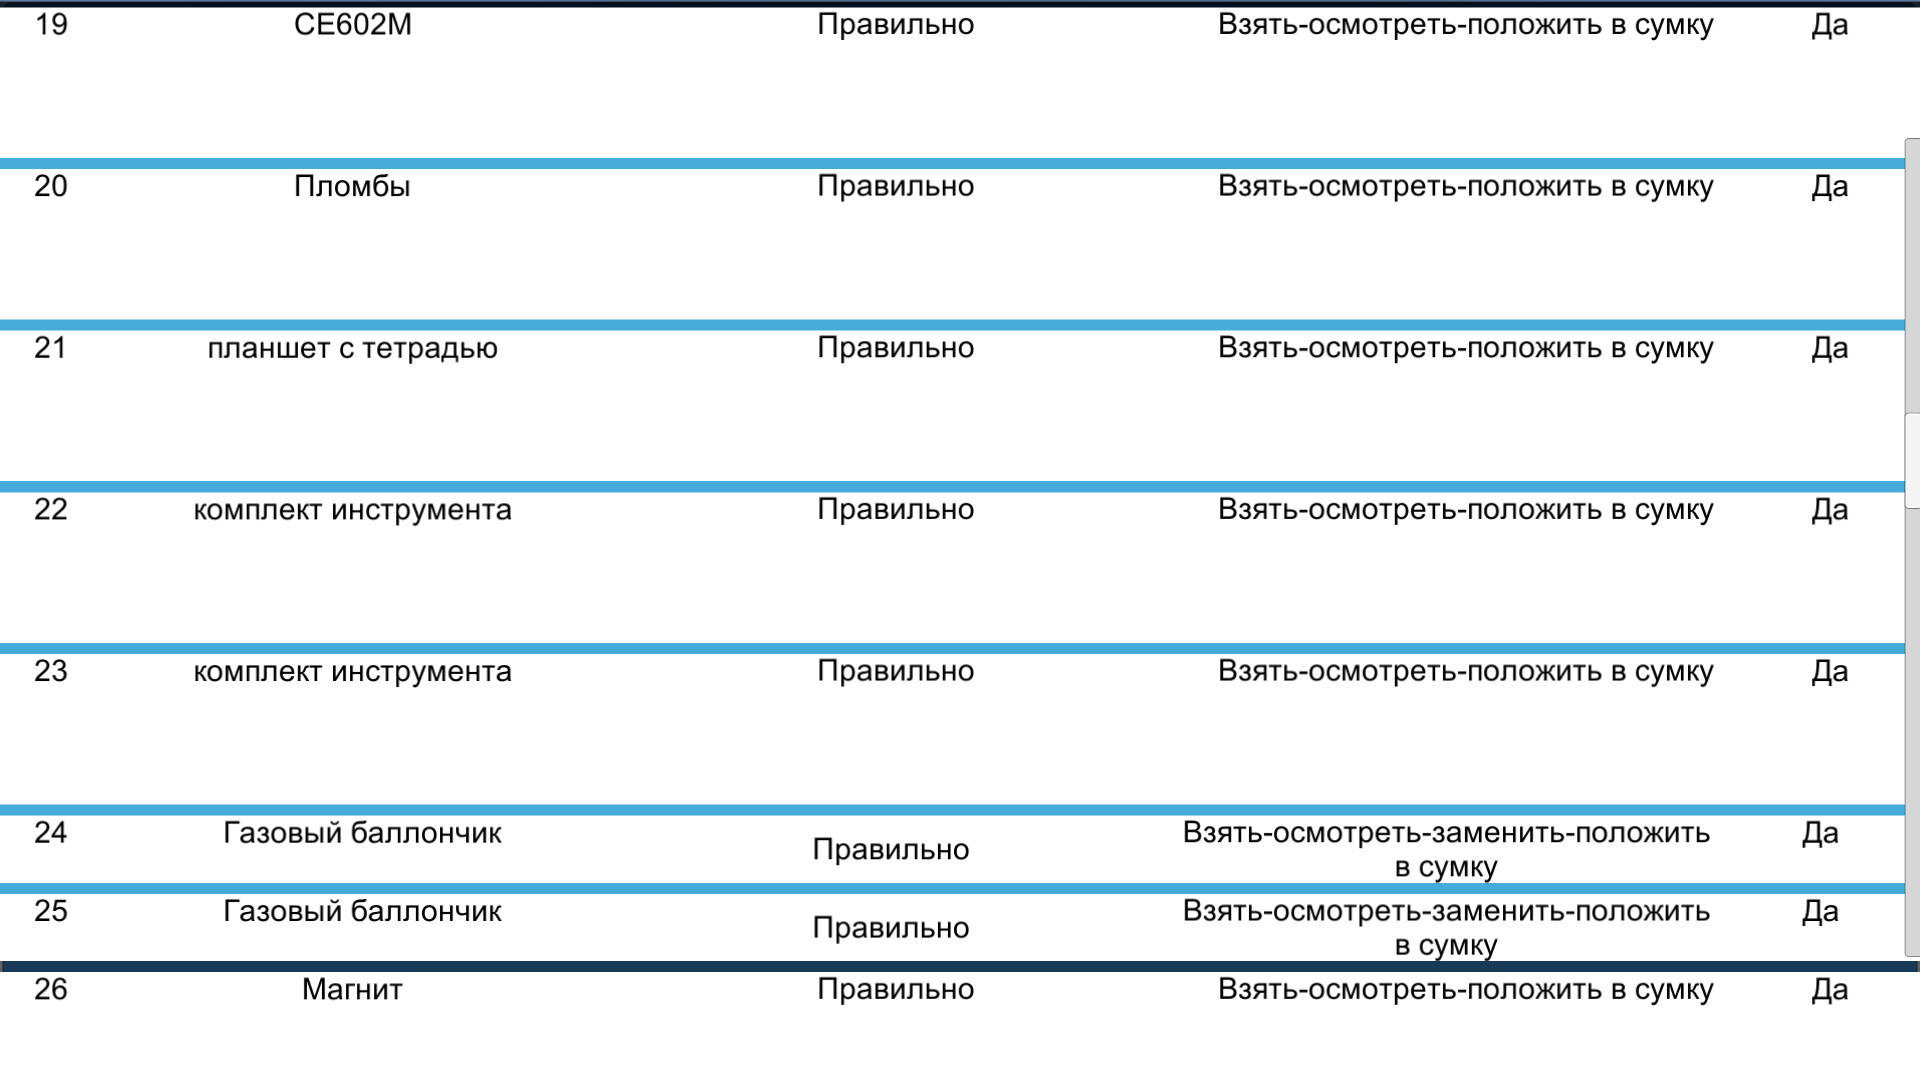 19 СЕ602М Правильно Взять-осмотреть-положить в сумку Да
20 Пломбы Правильно Взять-осмотреть-положить в сумку Да
21 планшет с тетрадью Правильно Взять-осмотреть-положить в сумку Да
22 комплект инструмента Правильно Взять-осмотреть-положить в сумку Да
23 комплект инструмента Правильно Взять-осмотреть-положить в сумку Да
24 Газовый баллончик Правильно Взять-осмотреть-заменить-положить Да
в сумку
25 Газовый баллончик Правильно Взять-осмотреть-заменить-положить Да
в сумку
26 Магнит Правильно Взять-осмотреть-положить в сумку Да